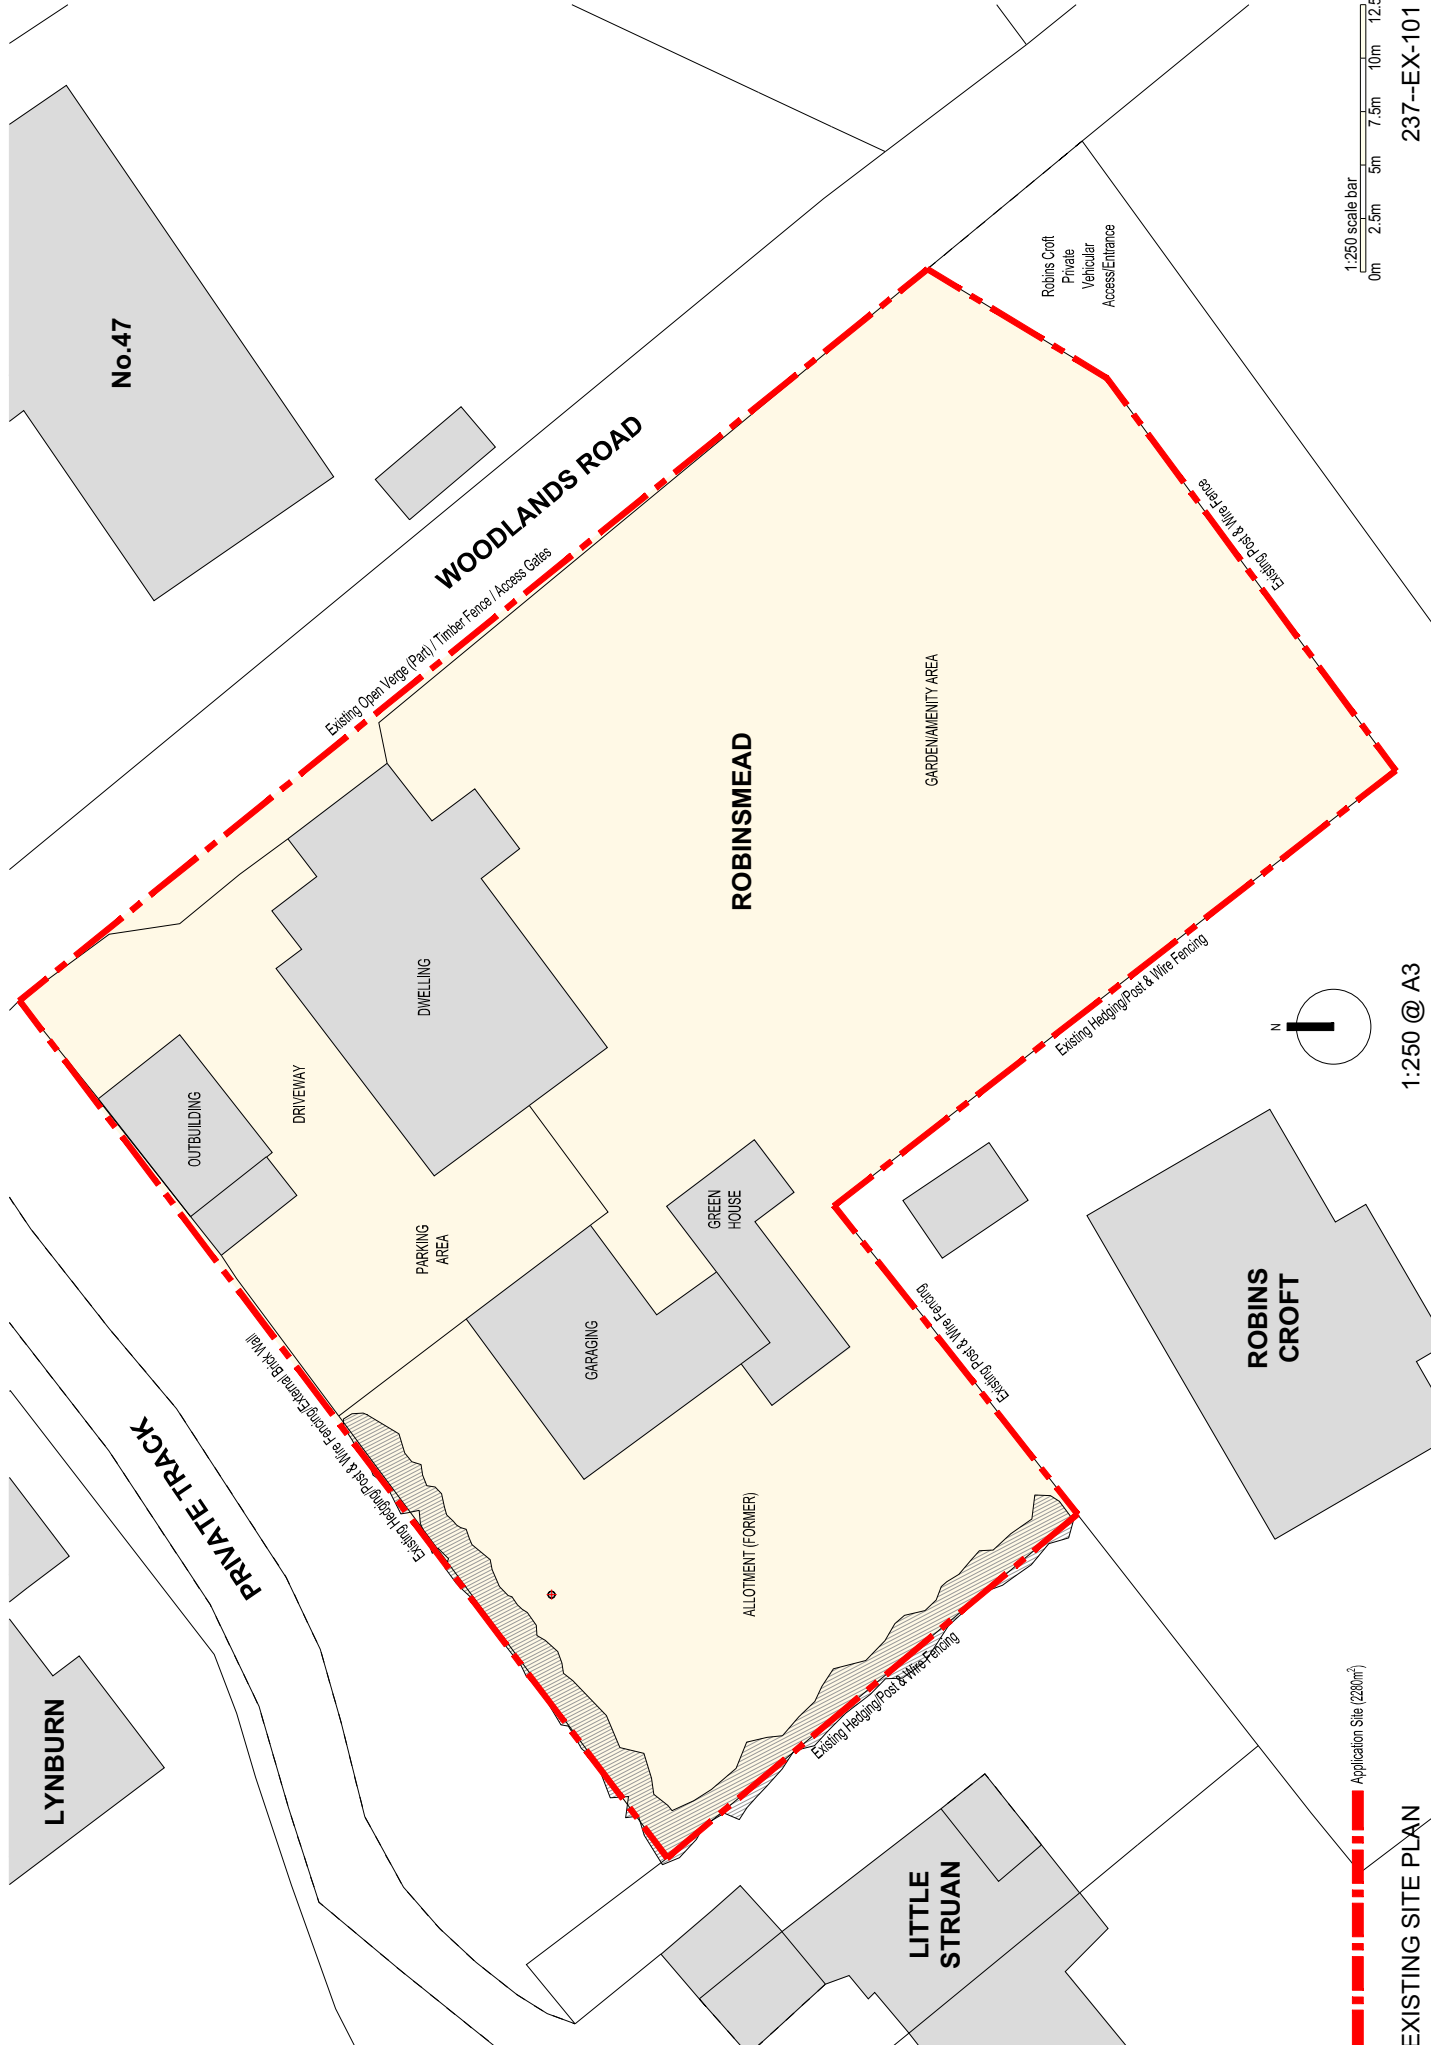 LYNBURN
PRIVATE TRACK
No.47
WOODLANDS ROAD
Existing Open Verge (Part) / Timber Fence / Access Gates
Existing Hedging/Post & Wire Fencing/External Brick Wall
OUTBUILDING
DRIVEWAY
DWELLING
PARKING
AREA
GARAGING
GREEN
HOUSE
ROBINSMEAD
ALLOTMENT (FORMER)
GARDEN/AMENITY AREA
LITTLE
STRUAN
Existing Hedging/Post & Wire Fencing
Existing Post & Wire Fencing
Existing Hedging/Post & Wire Fencing
Existing Post & Wire Fence
Robins Croft
Private
Vehicular
Access/Entrance
ROBINS
CROFT
N
Application Site (2280m²)
1:250 scale bar
0m 2.5m 5m 7.5m 10m 12.5
EXISTING SITE PLAN
1:250 @ A3
237--EX-101